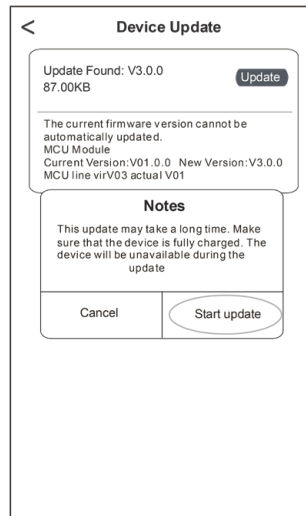 <
Device Update
Update Found: V3.0.0
87.00KB
Update
The current firmware version cannot be
automatically updated.
MCU Module
Current Version:V01.0.0 New Version:V3.0.0
MCU line virV03 actual V01
Notes
This update may take a long time. Make
sure that the device is fully charged. The
device will be unavailable during the
update
Cancel
Start update